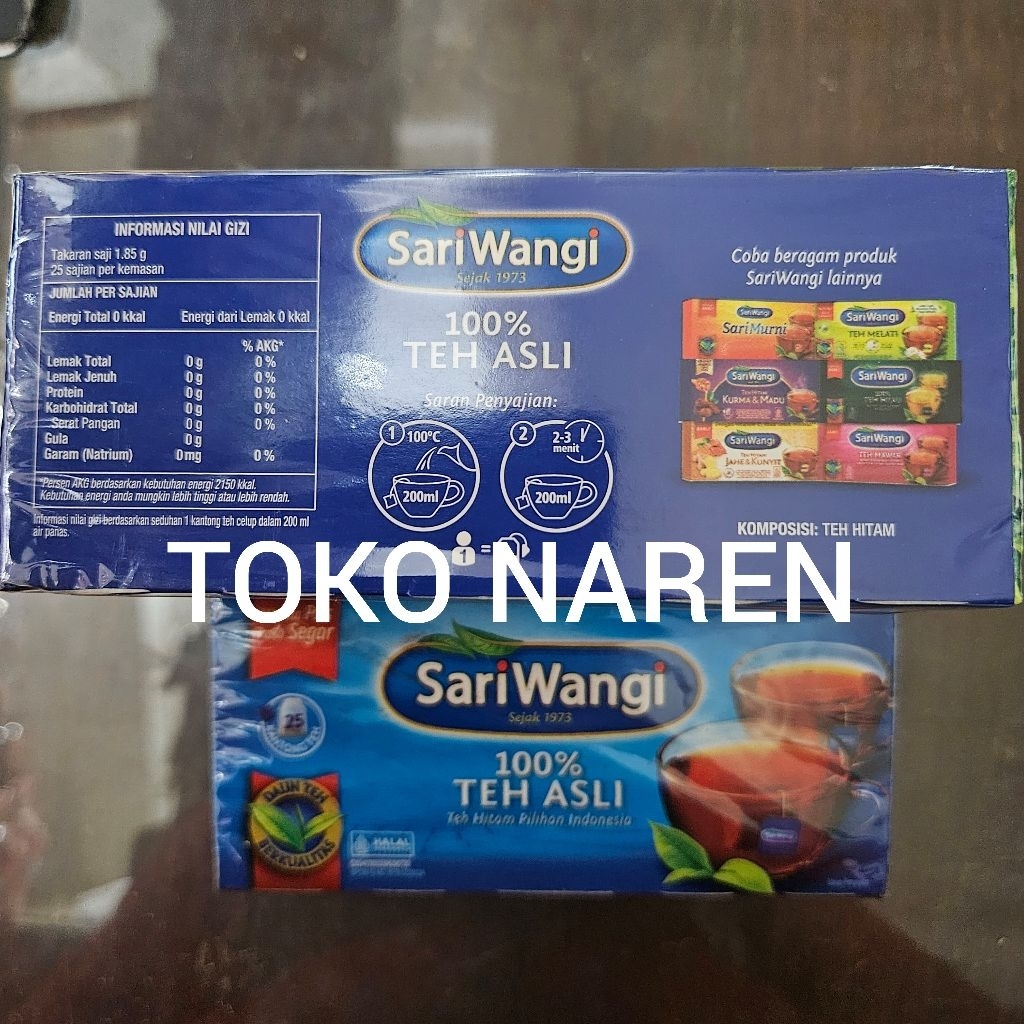 INFORMASI NILAI GIZI
Takaran saji 1.85 g
25 sajian per kemasan
JUMLAH PER SAJIAN
Energi Total 0 kkal Energi dari Lemak 0 kkal
% AKG*
Lemak Total 0 g 0 %
Lemak Jenuh 0 g 0 %
Protein 0 g 0 %
Karbohidrat Total 0 g 0 %
Serat Pangan 0 g 0 %
Gula 0 g
Garam (Natrium) 0 mg 0 %
Persen AKG berdasarkan kebutuhan energi 2150 kkal.
Kebutuhan energi anda mungkin lebih tinggi atau lebih rendah.
Informasi nilai gizi berdasarkan seduhan 1 kantong teh celup dalam 200 ml
air panas.
SariWangi
Sejak 1973
100%
TEH ASLI
Saran Penyajian:
1 100°C
200ml
2 2-3
menit
200ml
1 =
Coba beragam produk
SariWangi lainnya
SariWangi
SariMurni
SariWangi
TEH MELATI
SariWangi
KURMA & MADU
SariWangi
TEH HIJAU
SariWangi
JAHE & KUNYIT
SariWangi
TEH MAWAR
KOMPOSISI: TEH HITAM
TOKO NAREN
Segar
SariWangi
Sejak 1973
25
100%
TEH ASLI
Teh Hitam Pilihan Indonesia
DAUN TEH
BERKUALITAS
HALAL